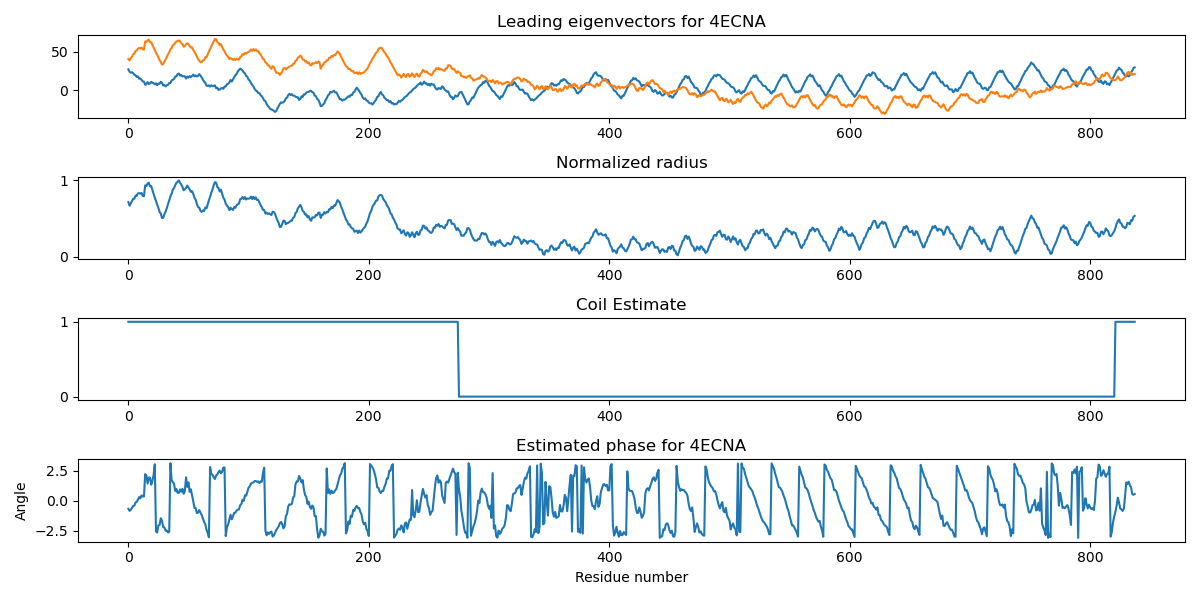 Leading eigenvectors for 4ECNA
50
0
0 200 400 600 800
Normalized radius
1
0
0 200 400 600 800
Coil Estimate
1
0
0 200 400 600 800
Estimated phase for 4ECNA
Angle
2.5
0.0
−2.5
0 200 400 600 800
Residue number